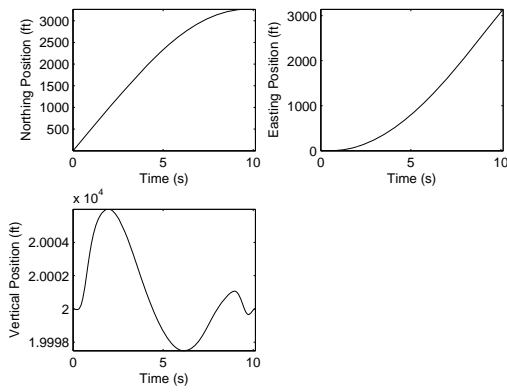 3000
2500
2000
1500
1000
500
Northing Position (ft)
0 5 10
Time (s)
3000
2000
1000
0
Easting Position (ft)
0 5 10
Time (s)
x 10^4
2.0004
2.0002
2
1.9998
Vertical Position (ft)
0 5 10
Time (s)